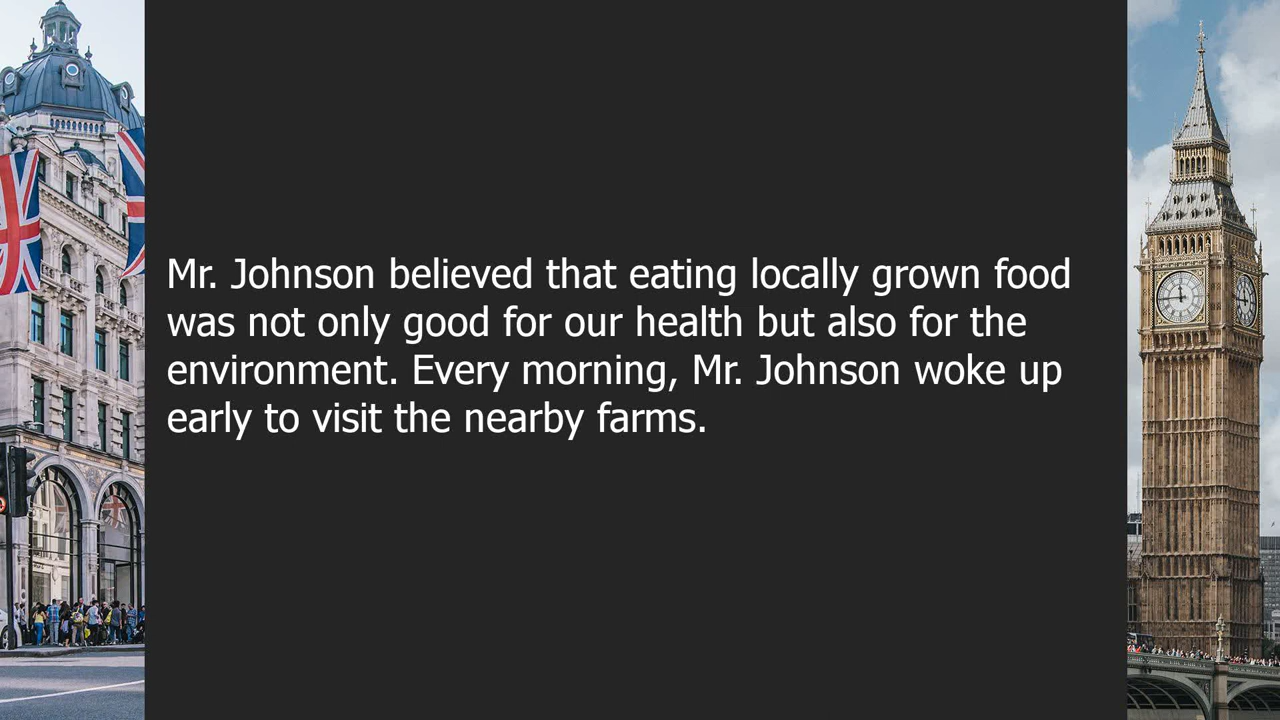 Mr. Johnson believed that eating locally grown food
was not only good for our health but also for the
environment. Every morning, Mr. Johnson woke up
early to visit the nearby farms.